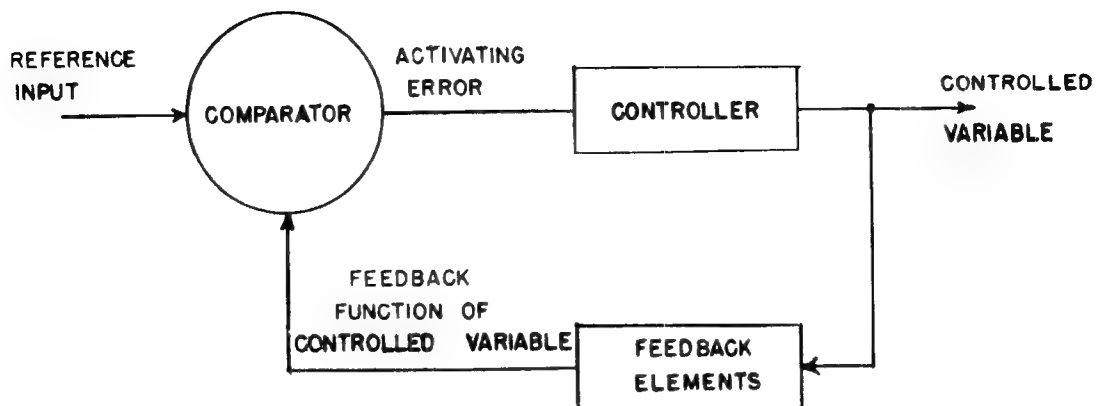 REFERENCE
INPUT
COMPARATOR
ACTIVATING
ERROR
CONTROLLER
CONTROLLED
VARIABLE
FEEDBACK
FUNCTION OF
CONTROLLED VARIABLE
FEEDBACK
ELEMENTS